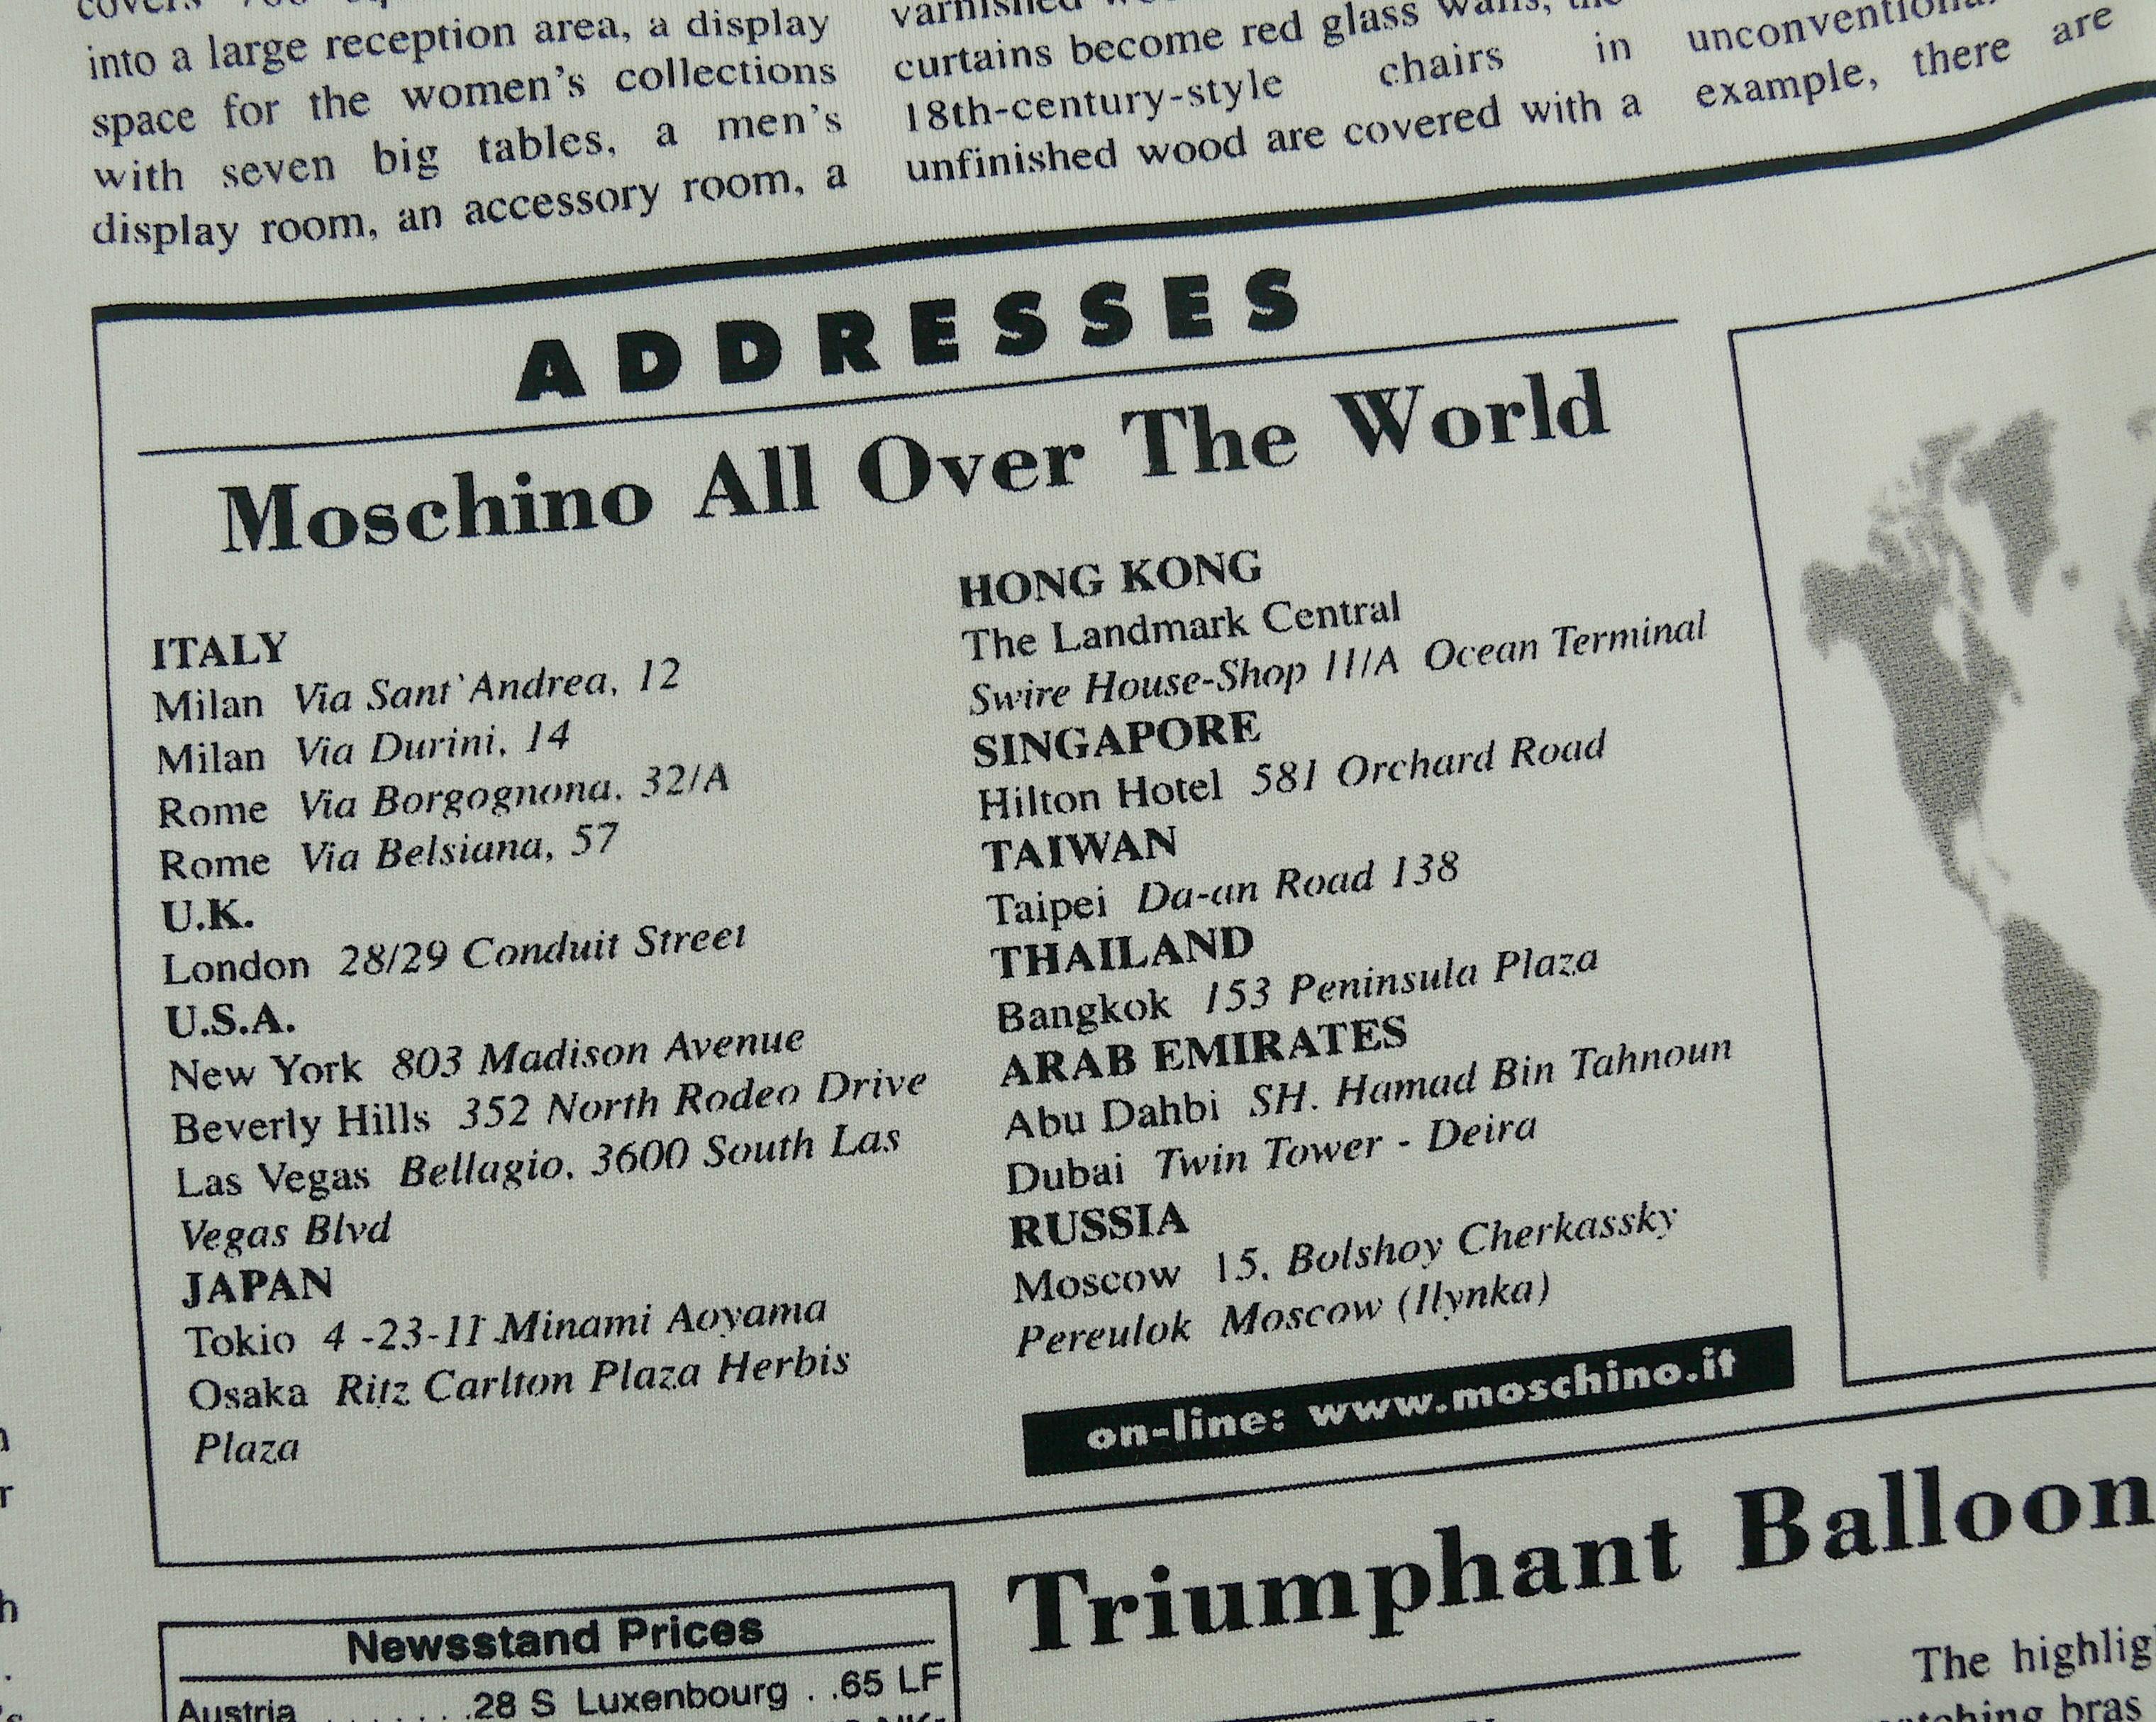 into a large reception area, a display
space for the women's collections
with seven big tables, a men's
display room, an accessory room, a
curtains become red glass walls, the
18th-century-style chairs in
unfinished wood are covered with a
unconventional
example, there are
ADDRESSES
Moschino All Over The World
ITALY
Milan Via Sant'Andrea, 12
Milan Via Durini, 14
Rome Via Borgognona, 32/A
Rome Via Belsiana, 57
U.K.
London 28/29 Conduit Street
U.S.A.
New York 803 Madison Avenue
Beverly Hills 352 North Rodeo Drive
Las Vegas Bellagio, 3600 South Las
Vegas Blvd
JAPAN
Tokio 4 -23-11 Minami Aoyama
Osaka Ritz Carlton Plaza Herbis
Plaza
HONG KONG
The Landmark Central
Swire House-Shop 11/A Ocean Terminal
SINGAPORE
Hilton Hotel 581 Orchard Road
TAIWAN
Taipei Da-an Road 138
THAILAND
Bangkok 153 Peninsula Plaza
ARAB EMIRATES
Abu Dahbi SH. Hamad Bin Tahnoun
Dubai Twin Tower - Deira
RUSSIA
Moscow 15, Bolshoy Cherkassky
Pereulok Moscow (Ilynka)
on-line: www.moschino.it
Newsstand Prices
Austria . . . . . . .28 S Luxenbourg . .65 LF
Triumphant Balloon
The highlig
bras